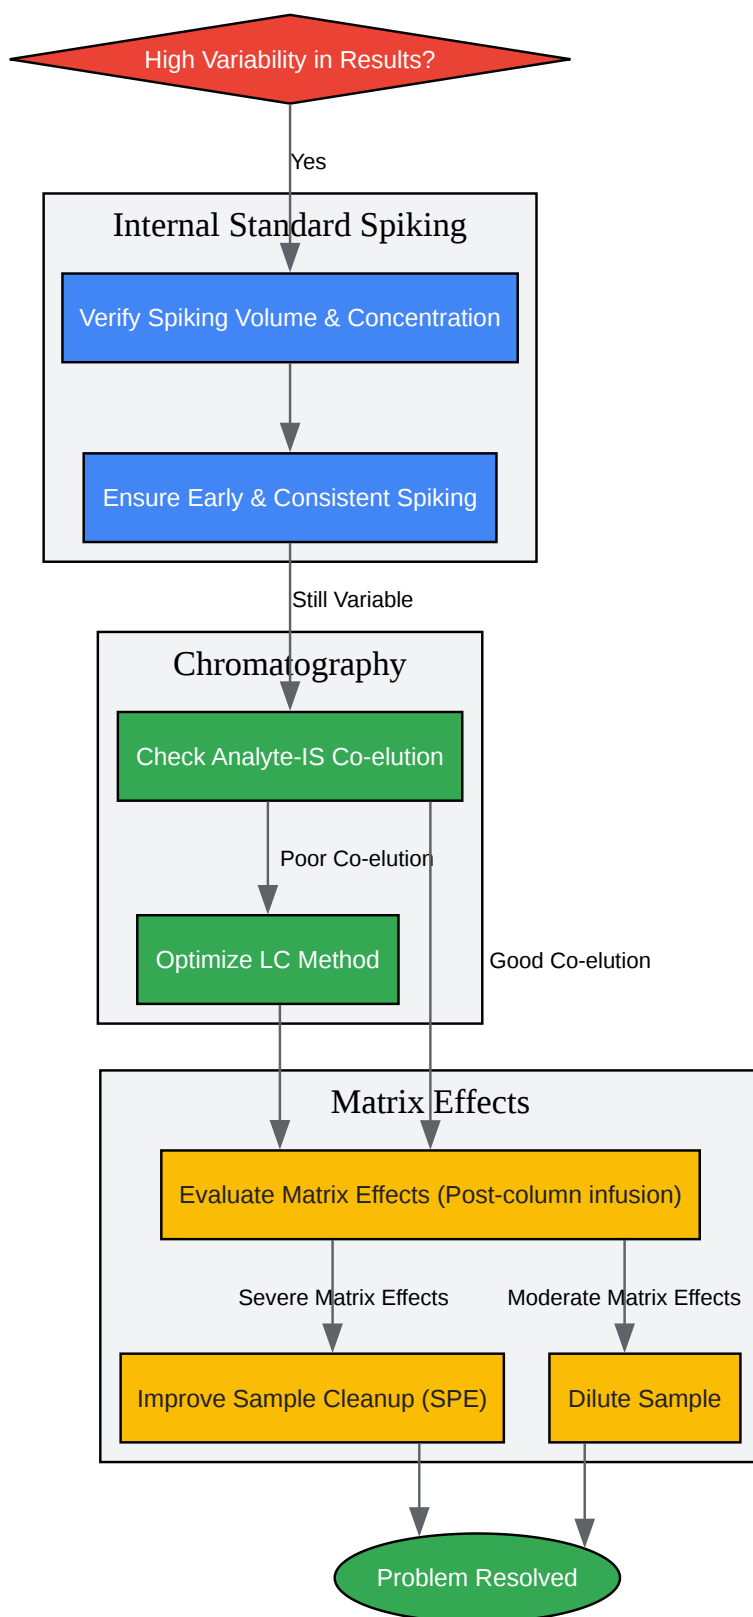 High Variability in Results?
Yes
Internal Standard Spiking
Verify Spiking Volume & Concentration
Ensure Early & Consistent Spiking
Still Variable
Chromatography
Check Analyte-IS Co-elution
Poor Co-elution
Optimize LC Method
Good Co-elution
Matrix Effects
Evaluate Matrix Effects (Post-column infusion)
Severe Matrix Effects
Moderate Matrix Effects
Improve Sample Cleanup (SPE)
Dilute Sample
Problem Resolved